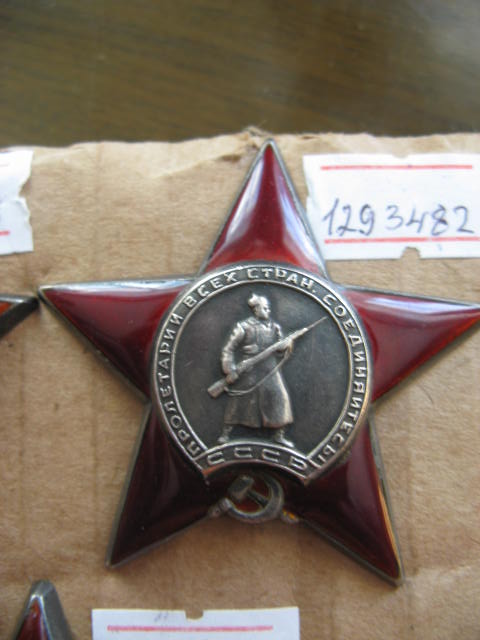 1293482
ПРОЛЕТАРИИ ВСЕХ СТРАН, СОЕДИНЯЙТЕСЬ!
СССР